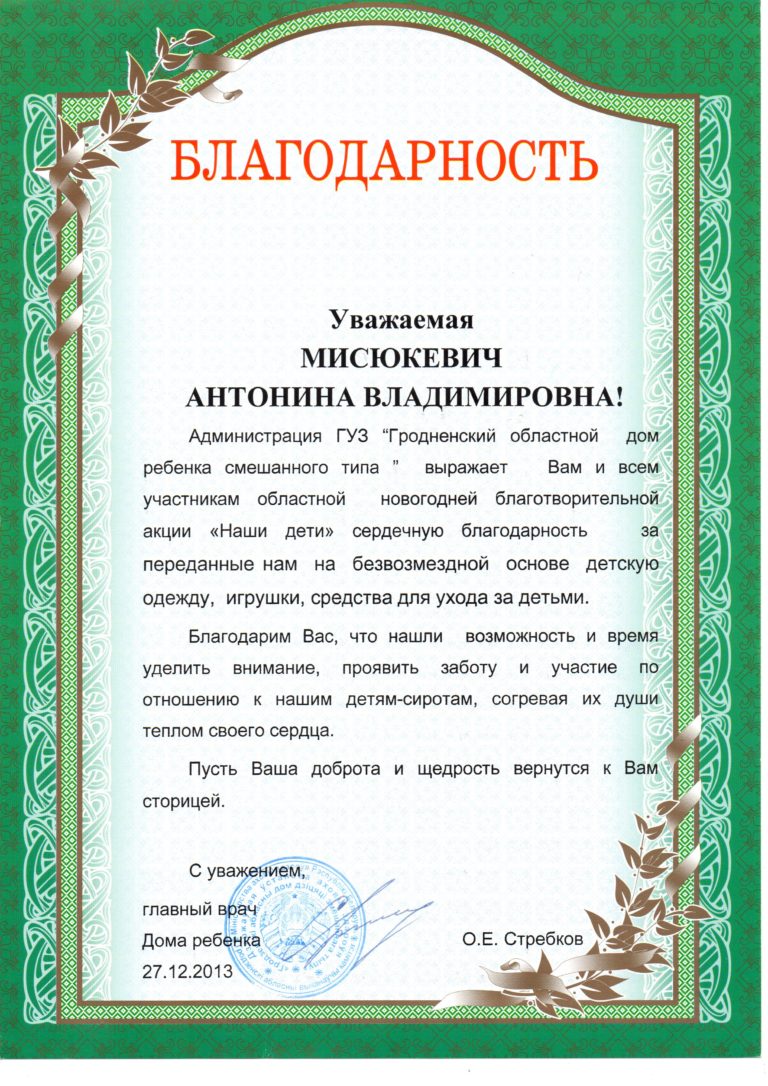 БЛАГОДАРНОСТЬ
Уважаемая
МИСЮКЕВИЧ
АНТОНИНА ВЛАДИМИРОВНА!
Администрация ГУЗ “Гродненский областной дом
ребенка смешанного типа ” выражает Вам и всем
участникам областной новогодней благотворительной
акции «Наши дети» сердечную благодарность за
переданные нам на безвозмездной основе детскую
одежду, игрушки, средства для ухода за детьми.
Благодарим Вас, что нашли возможность и время
уделить внимание, проявить заботу и участие по
отношению к нашим детям-сиротам, согревая их души
теплом своего сердца.
Пусть Ваша доброта и щедрость вернутся к Вам
сторицей.
С уважением,
главный врач
Дома ребенка О.Е. Стребков
27.12.2013